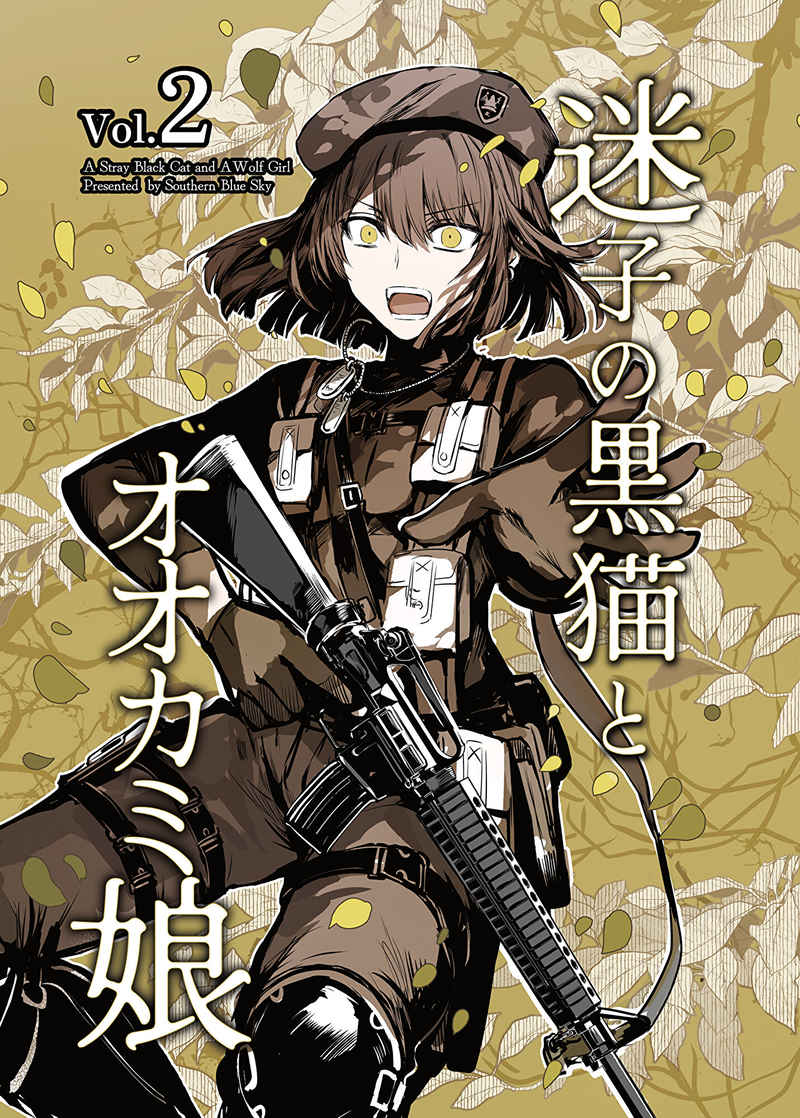 Vol.2
A Stray Black Cat and A Wolf Girl
Presented by Southern Blue Sky
迷子の黒猫と
オオカミ娘